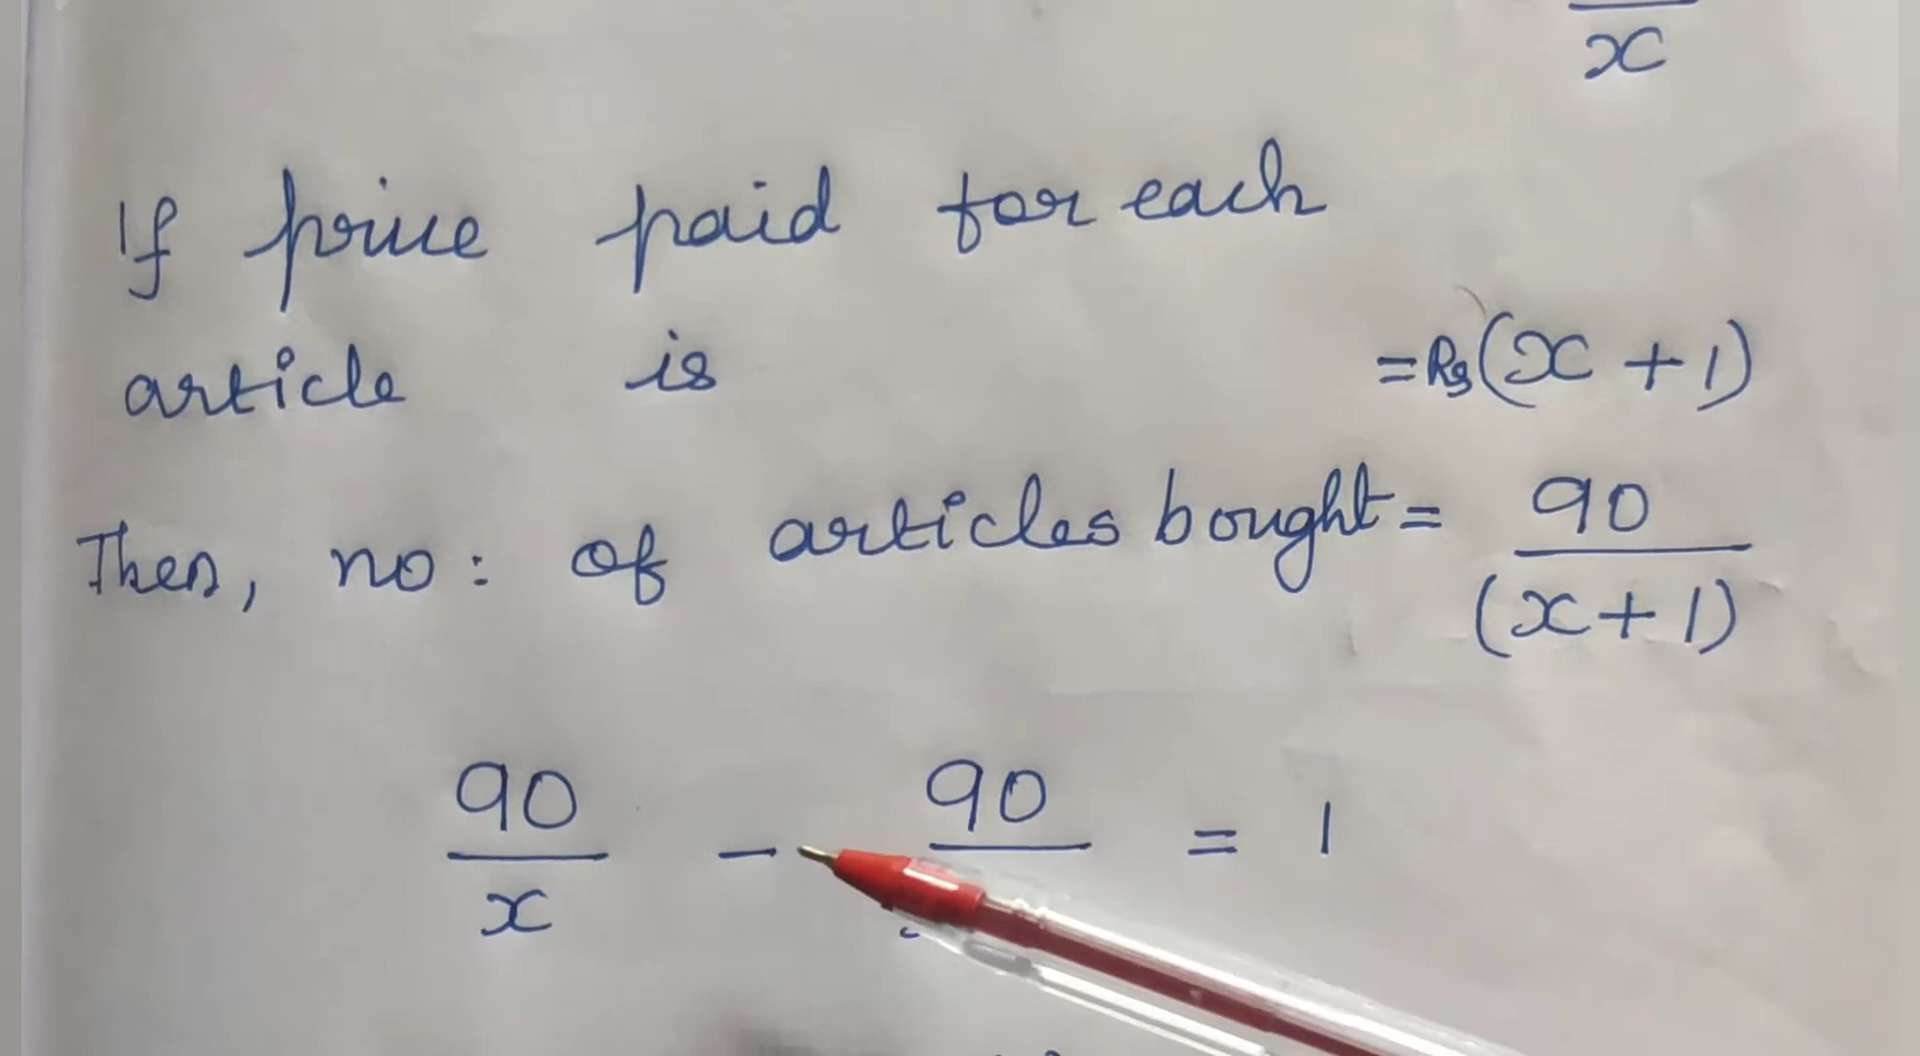 x
If price paid for each
article is = Rs (x + 1)
Then, no: of articles bought = 90 / (x + 1)
90 / x - 90 = 1